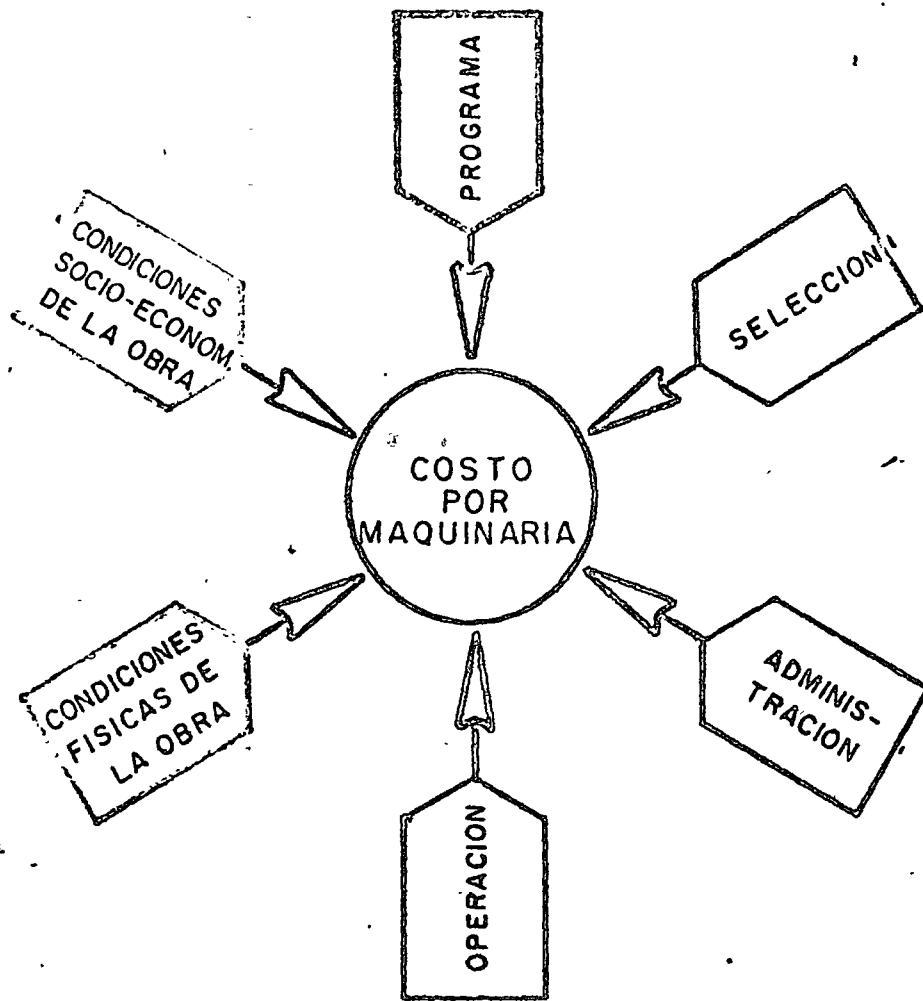 PROGRAMA
CONDICIONES
SOCIO-ECONOM.
DE LA OBRA
SELECCION
COSTO
POR
MAQUINARIA
CONDICIONES
FISICAS DE
LA OBRA
ADMINIS-
TRACION
OPERACION